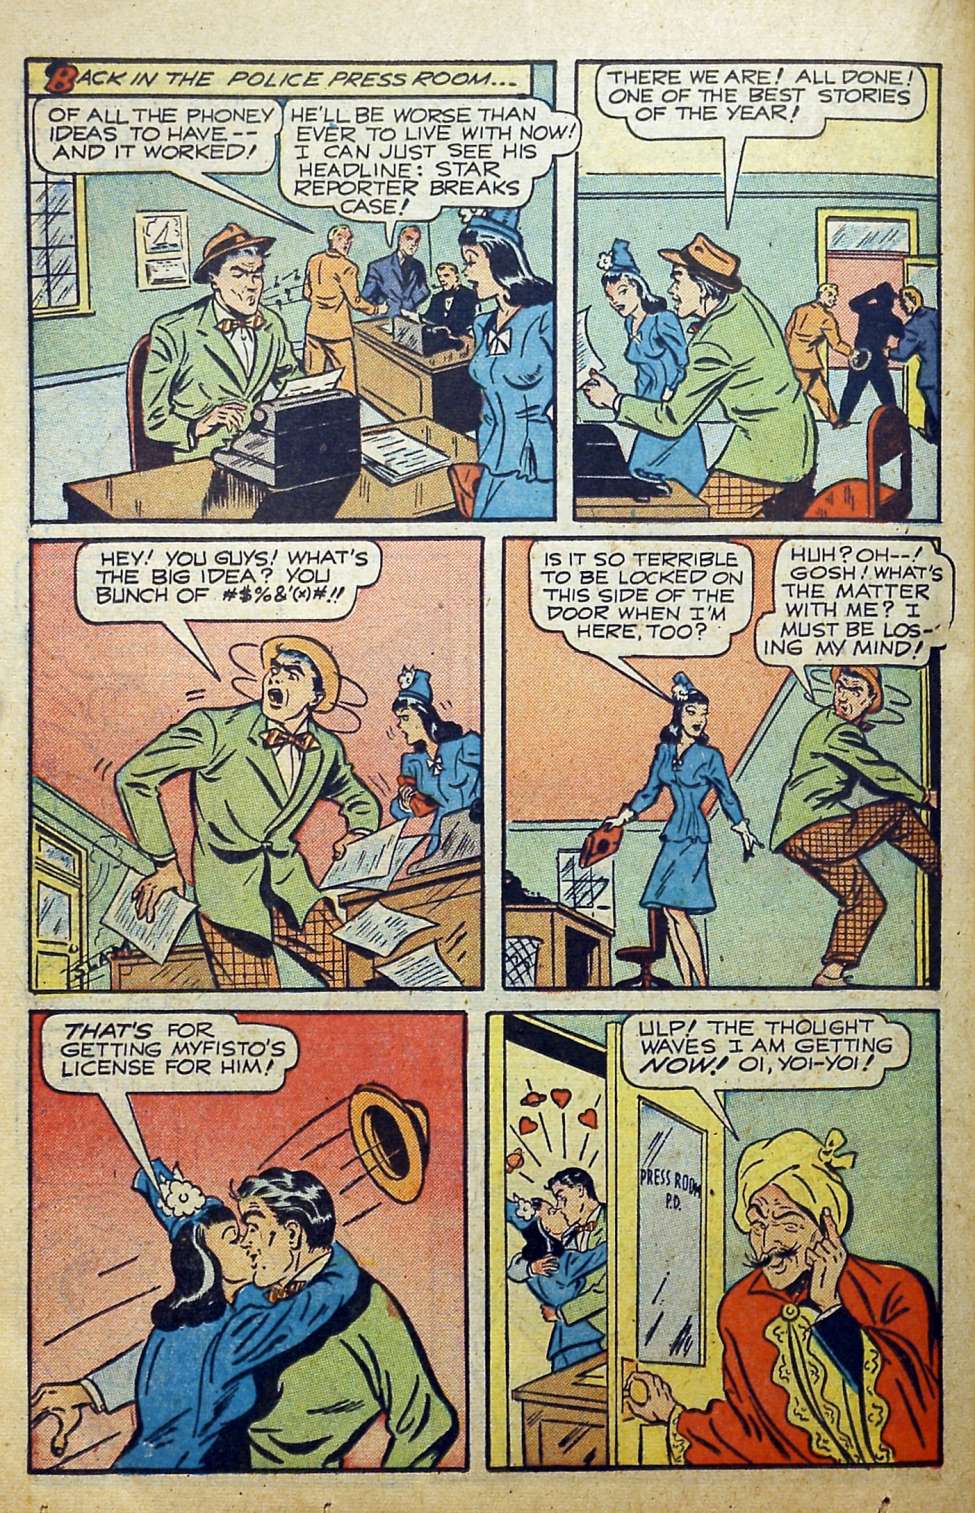 BACK IN THE POLICE PRESS ROOM...
OF ALL THE PHONEY
IDEAS TO HAVE--
AND IT WORKED!
HE'LL BE WORSE THAN
EVER TO LIVE WITH NOW!
I CAN JUST SEE HIS
HEADLINE: STAR
REPORTER BREAKS
CASE!
THERE WE ARE! ALL DONE!
ONE OF THE BEST STORIES
OF THE YEAR!
HEY! YOU GUYS! WHAT'S
THE BIG IDEA? YOU
BUNCH OF #$%&'(*)#.!!
IS IT SO TERRIBLE
TO BE LOCKED ON
THIS SIDE OF THE
DOOR WHEN I'M
HERE, TOO?
HUH? OH--!
GOSH! WHAT'S
THE MATTER
WITH ME? I
MUST BE LOS-
ING MY MIND!
THAT'S FOR
GETTING MYFISTO'S
LICENSE FOR HIM!
ULP! THE THOUGHT
WAVES I AM GETTING
NOW! OI, YOI-YOI!
PRESS ROOM
P.D.